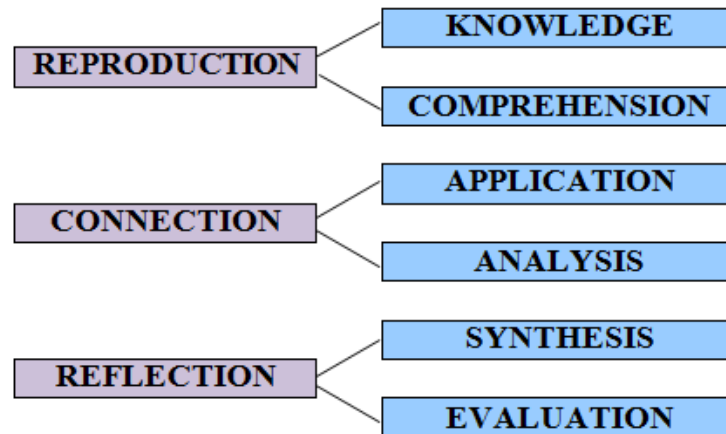 KNOWLEDGE
REPRODUCTION
COMPREHENSION
APPLICATION
CONNECTION
ANALYSIS
SYNTHESIS
REFLECTION
EVALUATION